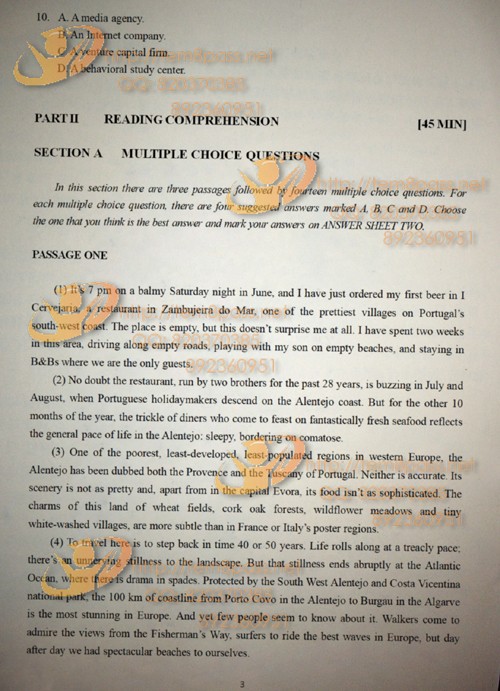 10. A. A media agency.
B. An Internet company.
C. A venture capital firm.
D. A behavioral study center.
PART II READING COMPREHENSION [45 MIN]
SECTION A MULTIPLE CHOICE QUESTIONS
In this section there are three passages followed by fourteen multiple choice questions. For
each multiple choice question, there are four suggested answers marked A, B, C and D. Choose
the one that you think is the best answer and mark your answers on ANSWER SHEET TWO.
PASSAGE ONE
(1) It's 7 pm on a balmy Saturday night in June, and I have just ordered my first beer in I
Cervejaria, a restaurant in Zambujeira do Mar, one of the prettiest villages on Portugal's
south-west coast. The place is empty, but this doesn't surprise me at all. I have spent two weeks
in this area, driving along empty roads, playing with my son on empty beaches, and staying in
B&Bs where we are the only guests.
(2) No doubt the restaurant, run by two brothers for the past 28 years, is buzzing in July and
August, when Portuguese holidaymakers descend on the Alentejo coast. But for the other 10
months of the year, the trickle of diners who come to feast on fantastically fresh seafood reflects
the general pace of life in the Alentejo: sleepy, bordering on comatose.
(3) One of the poorest, least-developed, least-populated regions in western Europe, the
Alentejo has been dubbed both the Provence and the Tuscany of Portugal. Neither is accurate. Its
scenery is not as pretty and, apart from in the capital Evora, its food isn't as sophisticated. The
charms of this land of wheat fields, cork oak forests, wildflower meadows and tiny
white-washed villages, are more subtle than in France or Italy's poster regions.
(4) To travel here is to step back in time 40 or 50 years. Life rolls along at a treacly pace;
there's an unnerving stillness to the landscape. But that stillness ends abruptly at the Atlantic
Ocean, where there is drama in spades. Protected by the South West Alentejo and Costa Vicentina
national park, the 100 km of coastline from Porto Covo in the Alentejo to Burgau in the Algarve
is the most stunning in Europe. And yet few people seem to know about it. Walkers come to
admire the views from the Fisherman's Way, surfers to ride the best waves in Europe, but day
after day we had spectacular beaches to ourselves.
3